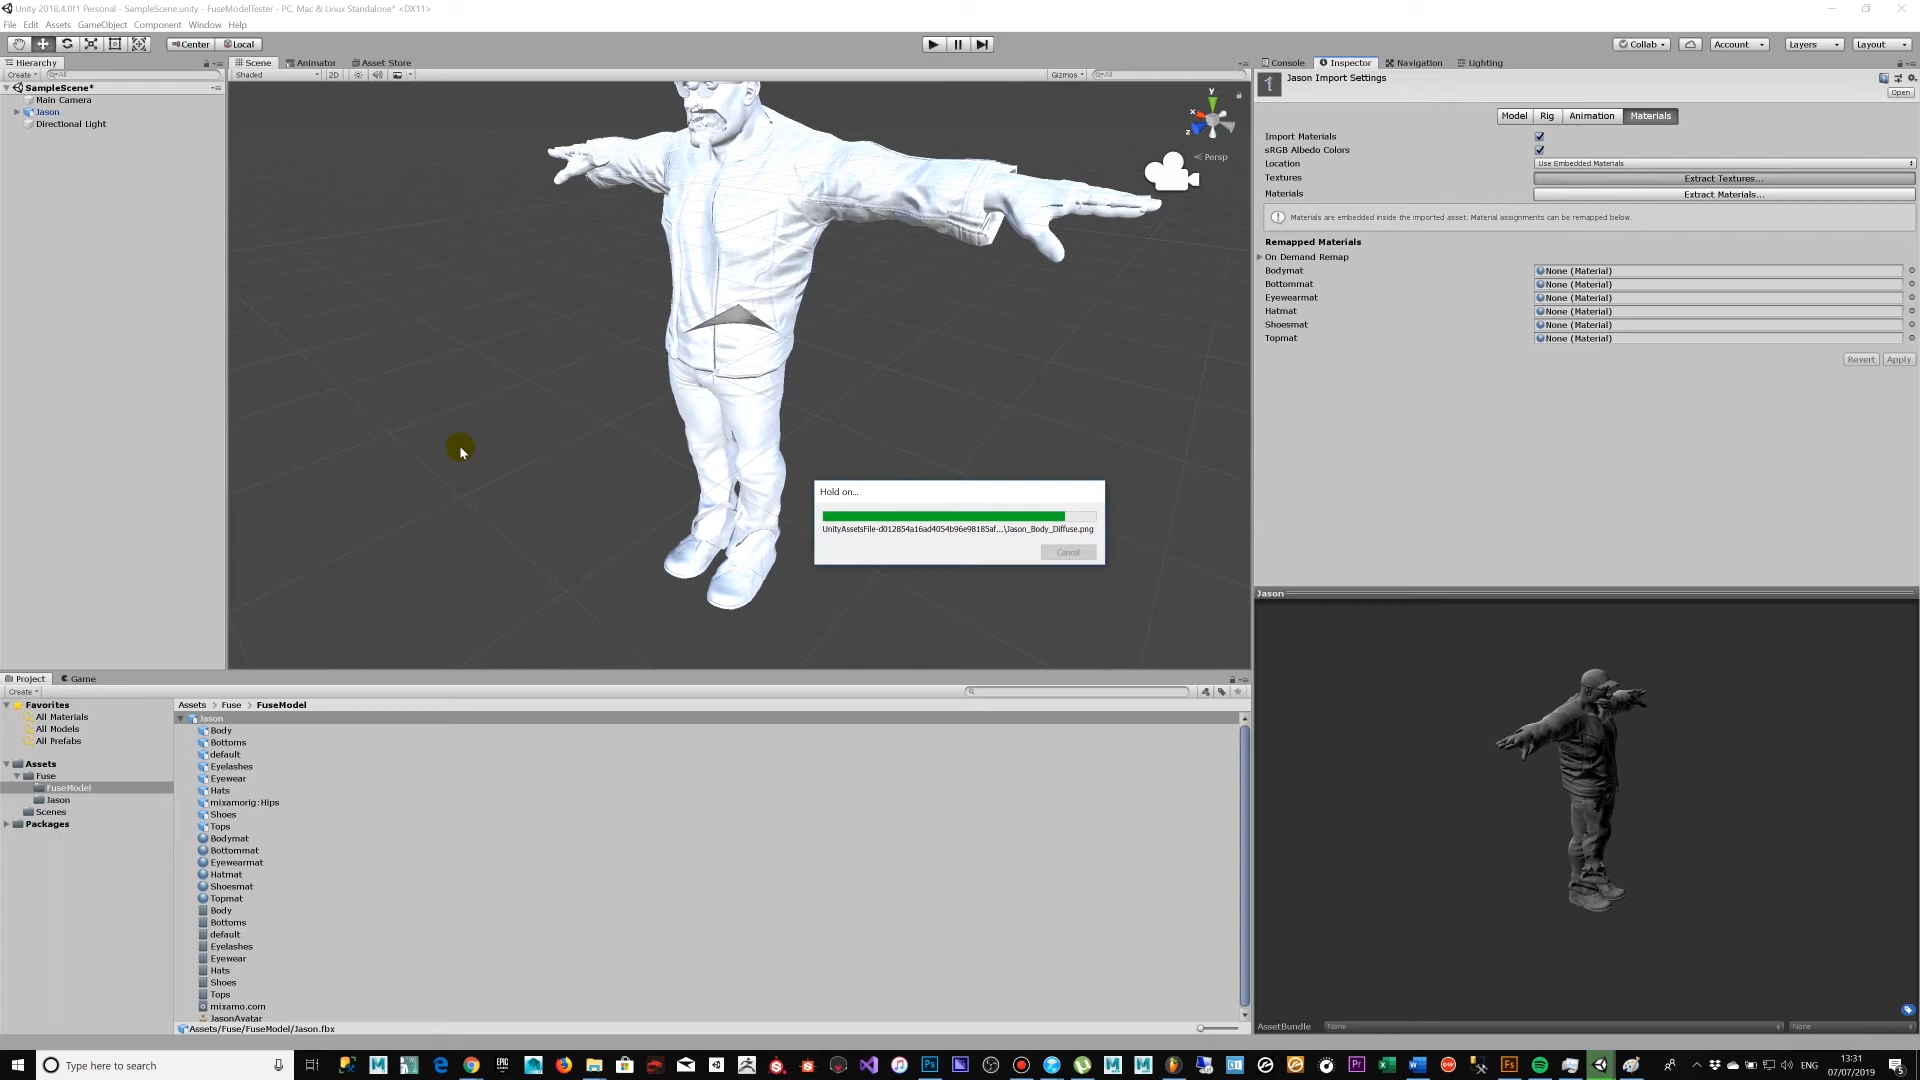 Unity 2018.4.0f1 Personal - SampleScene.unity - FuseModelTester - PC, Mac & Linux Standalone* <DX11>
File Edit Assets GameObject Component Window Help
Center Local
Collab Account Layers Layout
Hierarchy
Create All
SampleScene*
Main Camera
Jason
Directional Light
Scene Animator Asset Store
Shaded 2D Gizmos All
y
x
z
Persp
Hold on...
UnityAssetsFile-d012854a16ad4054b96e98185af...\Jason_Body_Diffuse.png
Cancel
Console Inspector Navigation Lighting
Jason Import Settings
Open
Model Rig Animation Materials
Import Materials
sRGB Albedo Colors
Location Use Embedded Materials
Textures Extract Textures...
Materials Extract Materials...
Materials are embedded inside the imported asset. Material assignments can be remapped below.
Remapped Materials
On Demand Remap
Bodymat None (Material)
Bottommat None (Material)
Eyewearmat None (Material)
Hatmat None (Material)
Shoesmat None (Material)
Topmat None (Material)
Revert Apply
Jason
AssetBundle None None
Project Game
Create
Favorites
All Materials
All Models
All Prefabs
Assets
Fuse
FuseModel
Jason
Scenes
Packages
Assets > Fuse > FuseModel
Jason
Body
Bottoms
default
Eyelashes
Eyewear
Hats
mixamorig:Hips
Shoes
Tops
Bodymat
Bottommat
Eyewearmat
Hatmat
Shoesmat
Topmat
Body
Bottoms
default
Eyelashes
Eyewear
Hats
Shoes
Tops
mixamo.com
JasonAvatar
Assets/Fuse/FuseModel/Jason.fbx
Type here to search
ENG
13:31
07/07/2019